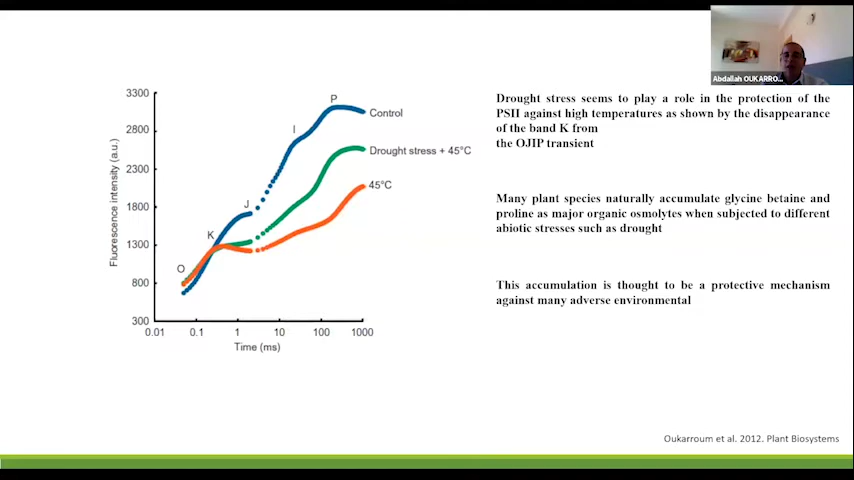 Abdallah OUKARRO...
3300
2800
2300
1800
1300
800
300
Fluorescence intensity (a.u.)
O
K
J
I
P
Control
Drought stress + 45°C
45°C
0.01 0.1 1 10 100 1000
Time (ms)
Drought stress seems to play a role in the protection of the
PSII against high temperatures as shown by the disappearance
of the band K from
the OJIP transient
Many plant species naturally accumulate glycine betaine and
proline as major organic osmolytes when subjected to different
abiotic stresses such as drought
This accumulation is thought to be a protective mechanism
against many adverse environmental
Oukarroum et al. 2012. Plant Biosystems